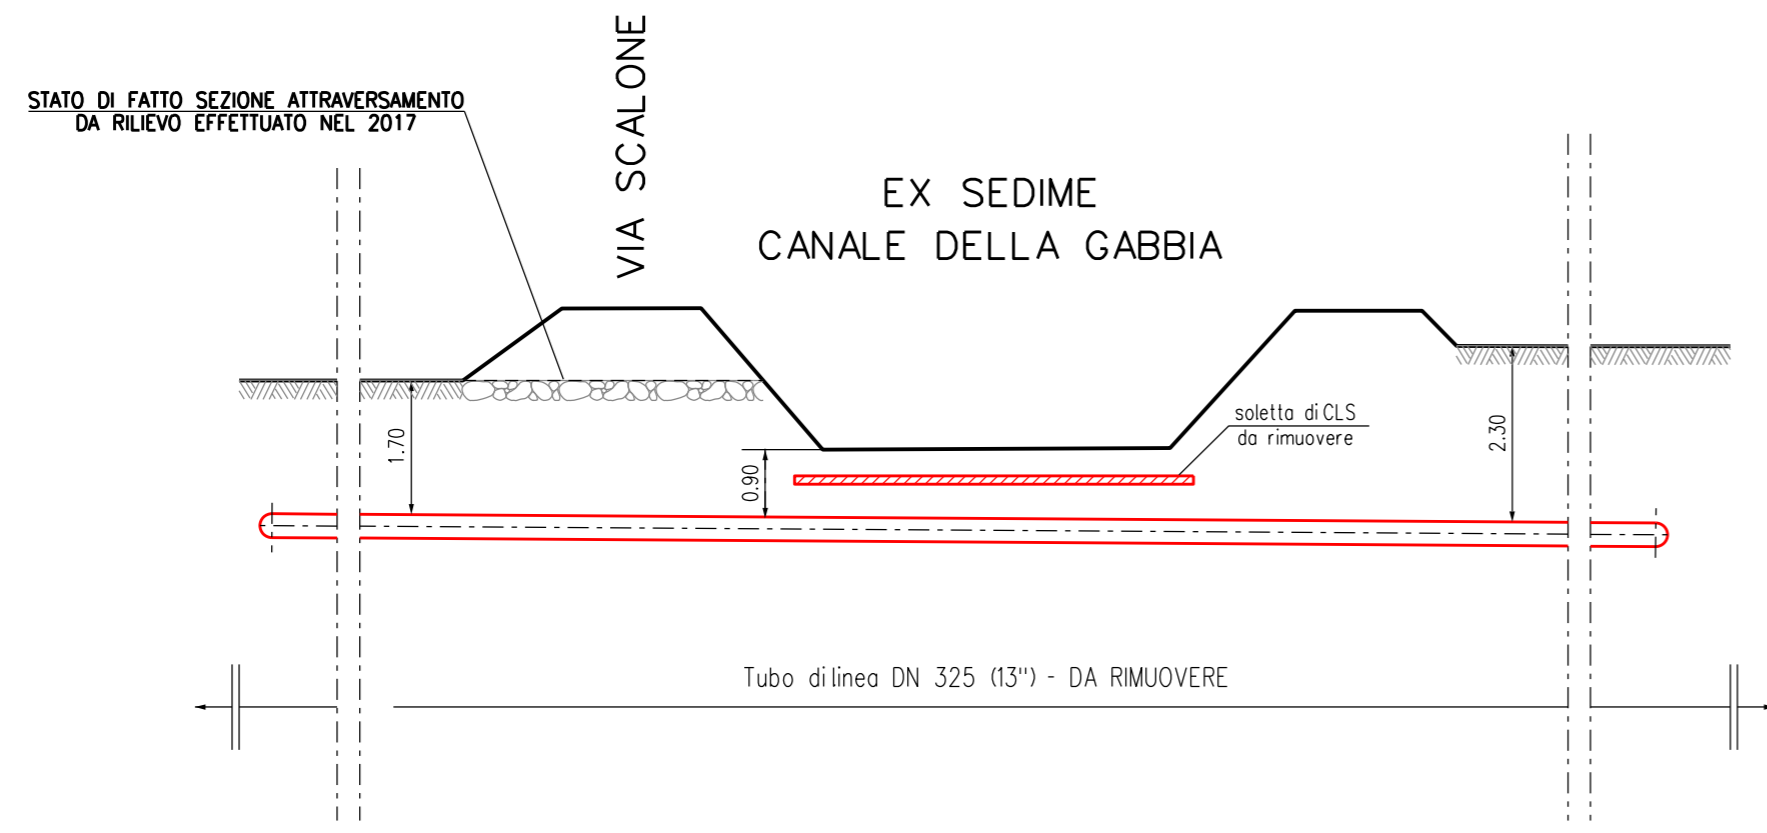 STATO DI FATTO SEZIONE ATTRAVERSAMENTO
DA RILIEVO EFFETTUATO NEL 2017
VIA SCALONE
EX SEDIME
CANALE DELLA GABBIA
soletta di CLS
da rimuovere
1.70
0.90
2.30
Tubo di linea DN 325 (13") - DA RIMUOVERE